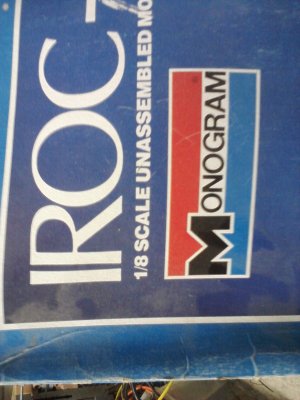 IROC-
1/8 SCALE UNASSEMBLED MO
MONOGRAM